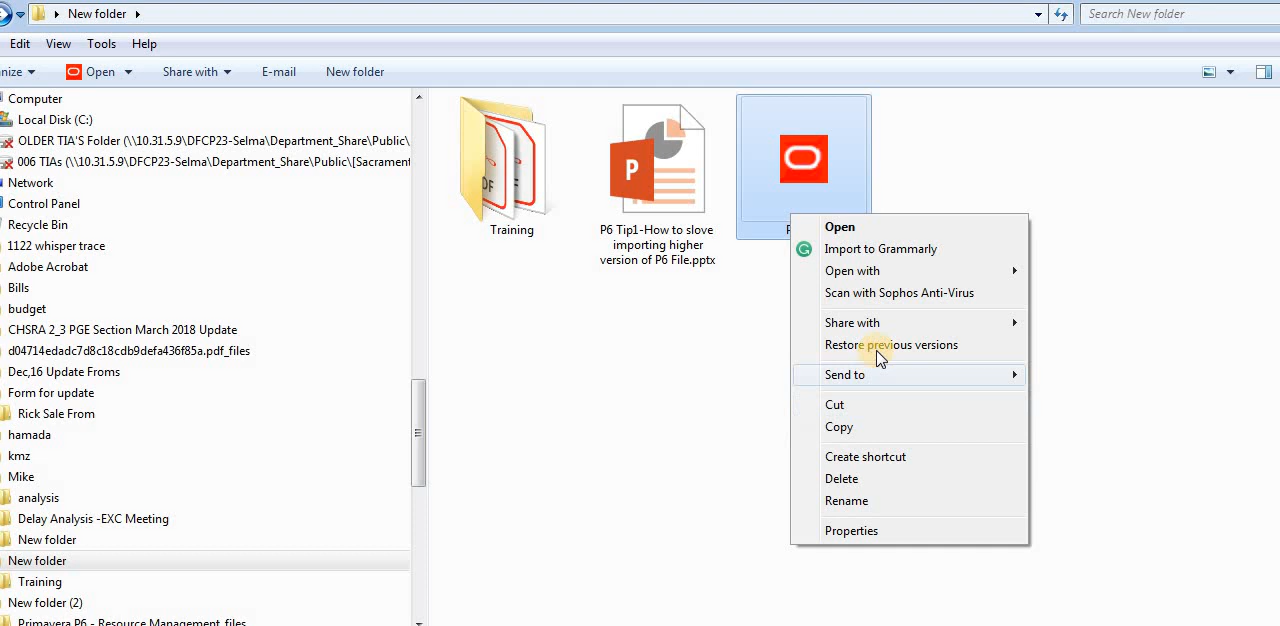 New folder
Search New folder
Edit View Tools Help
Open Share with E-mail New folder
Computer
Local Disk (C:)
OLDER TIA'S Folder (\\10.31.5.9\DFCP23-Selma\Department_Share\Public\
006 TIAs (\\10.31.5.9\DFCP23-Selma\Department_Share\Public\[Sacrament
Network
Control Panel
Recycle Bin
1122 whisper trace
Adobe Acrobat
Bills
budget
CHSRA 2_3 PGE Section March 2018 Update
d04714edadc7d8c18cdb9defa436f85a.pdf_files
Dec,16 Update Froms
Form for update
Rick Sale From
hamada
kmz
Mike
analysis
Delay Analysis -EXC Meeting
New folder
New folder
Training
New folder (2)
Primavera P6 - Resource Management_files
Training
P
P6 Tip1-How to slove
importing higher
version of P6 File.pptx
Open
Import to Grammarly
Open with
Scan with Sophos Anti-Virus
Share with
Restore previous versions
Send to
Cut
Copy
Create shortcut
Delete
Rename
Properties